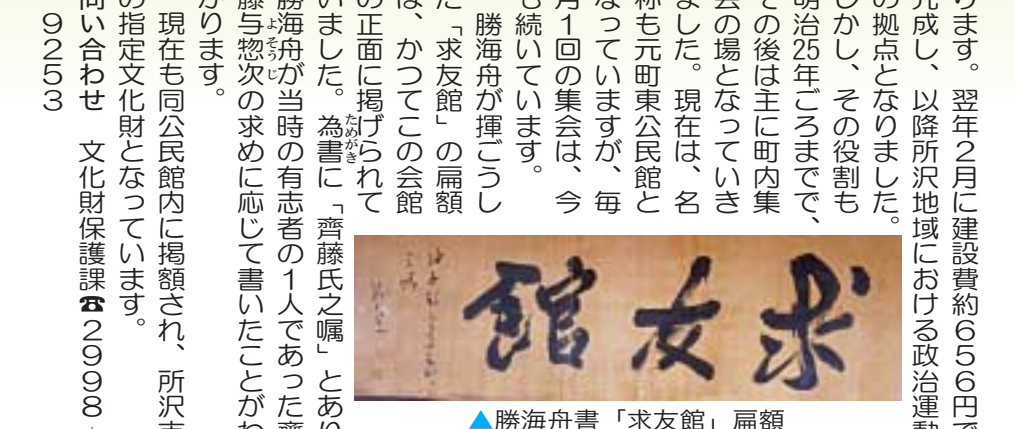 ります。翌年２月に建設費約６５６円で
完成し、以降所沢地域における政治運動
の拠点となりました。
しかし、その役割も
明治25年ごろまでで、
その後は主に町内集
会の場となっていき
ました。現在は、名
称も元町東公民館と
なっていますが、毎
月１回の集会は、今
も続いています。
勝海舟が揮ごうし
た「求友館」の扁額
は、かつてこの会館
の正面に掲げられて
いました。為書に「齊藤氏之嘱」とあり
勝海舟が当時の有志者の１人であった齊
藤与惣次の求めに応じて書いたことがわ
かります。
現在も同公民館内に掲額され、所沢市
の指定文化財となっています。
問い合わせ　文化財保護課☎２９９８
９２５３
求友館
▲勝海舟書「求友館」扁額
ためがき
よそうじ